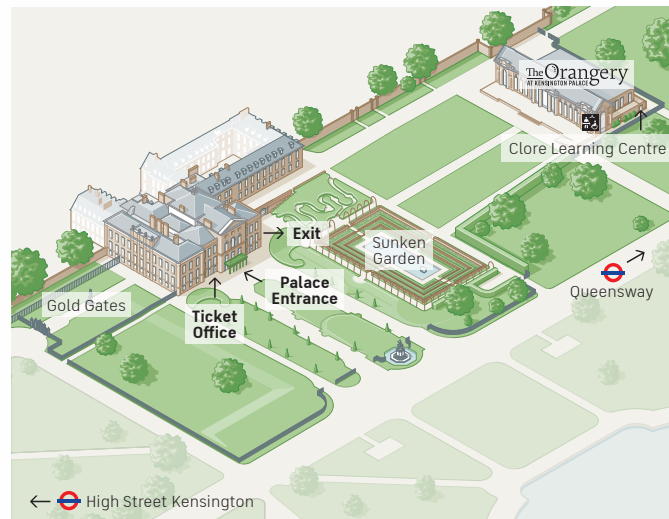 The Orangery
AT KENSINGTON PALACE
Clore Learning Centre
Exit
Sunken
Garden
Queensway
Palace
Entrance
Gold Gates
Ticket
Office
High Street Kensington